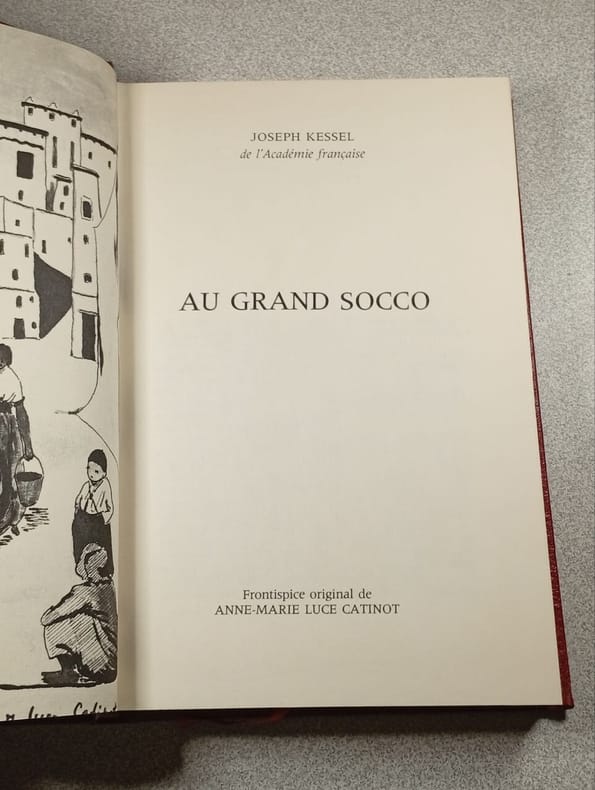 JOSEPH KESSEL
de l'Académie française
AU GRAND SOCCO
Frontispice original de
ANNE-MARIE LUCE CATINOT